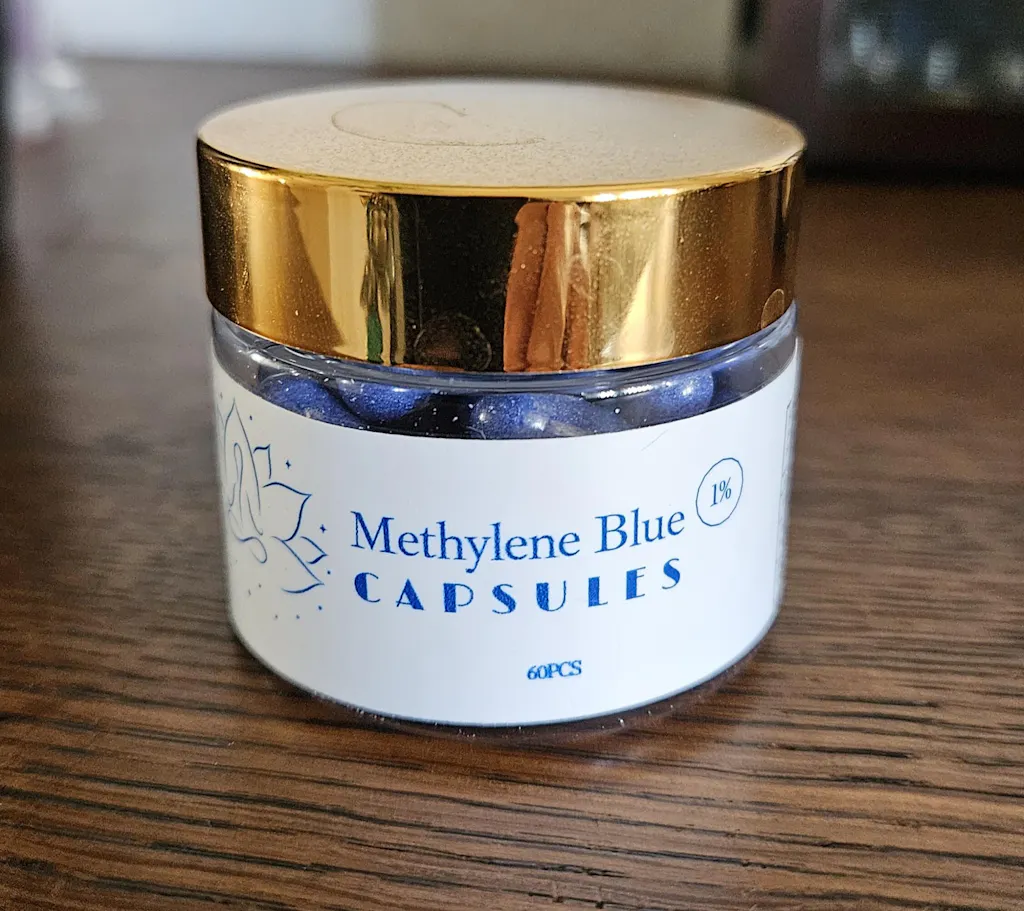 1%
Methylene Blue
CAPSULES
60PCS